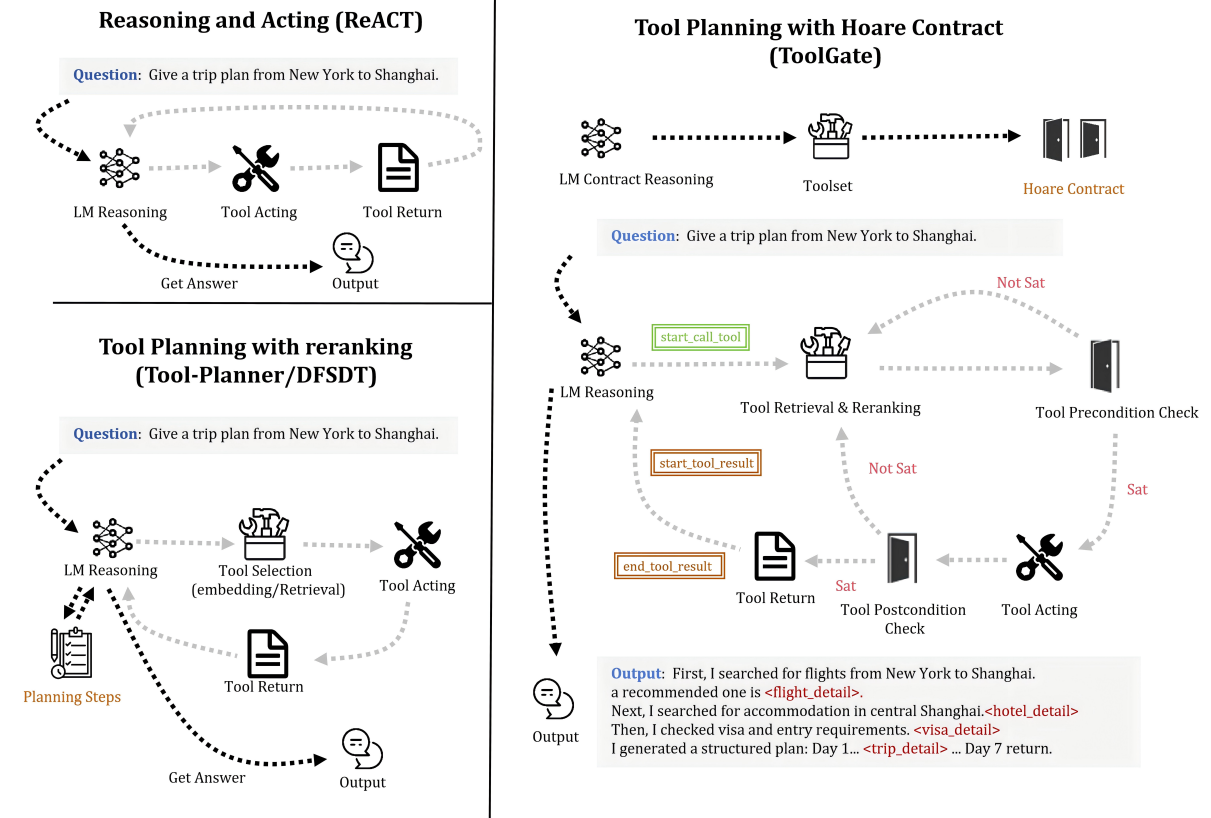 Reasoning and Acting (ReACT)
Question: Give a trip plan from New York to Shanghai.
LM Reasoning
Tool Acting
Tool Return
Get Answer
Output
Tool Planning with reranking
(Tool-Planner/DFSDT)
Question: Give a trip plan from New York to Shanghai.
LM Reasoning
Tool Selection
(embedding/Retrieval)
Tool Acting
Tool Return
Planning Steps
Get Answer
Output
Tool Planning with Hoare Contract
(ToolGate)
LM Contract Reasoning
Toolset
Hoare Contract
Question: Give a trip plan from New York to Shanghai.
Not Sat
start_call_tool
LM Reasoning
Tool Retrieval & Reranking
Tool Precondition Check
start_tool_result
Not Sat
Sat
end_tool_result
Tool Return
Sat
Tool Postcondition
Check
Tool Acting
Output
Output: First, I searched for flights from New York to Shanghai.
a recommended one is <flight_detail>.
Next, I searched for accommodation in central Shanghai.<hotel_detail>
Then, I checked visa and entry requirements. <visa_detail>
I generated a structured plan: Day 1... <trip_detail> ... Day 7 return.